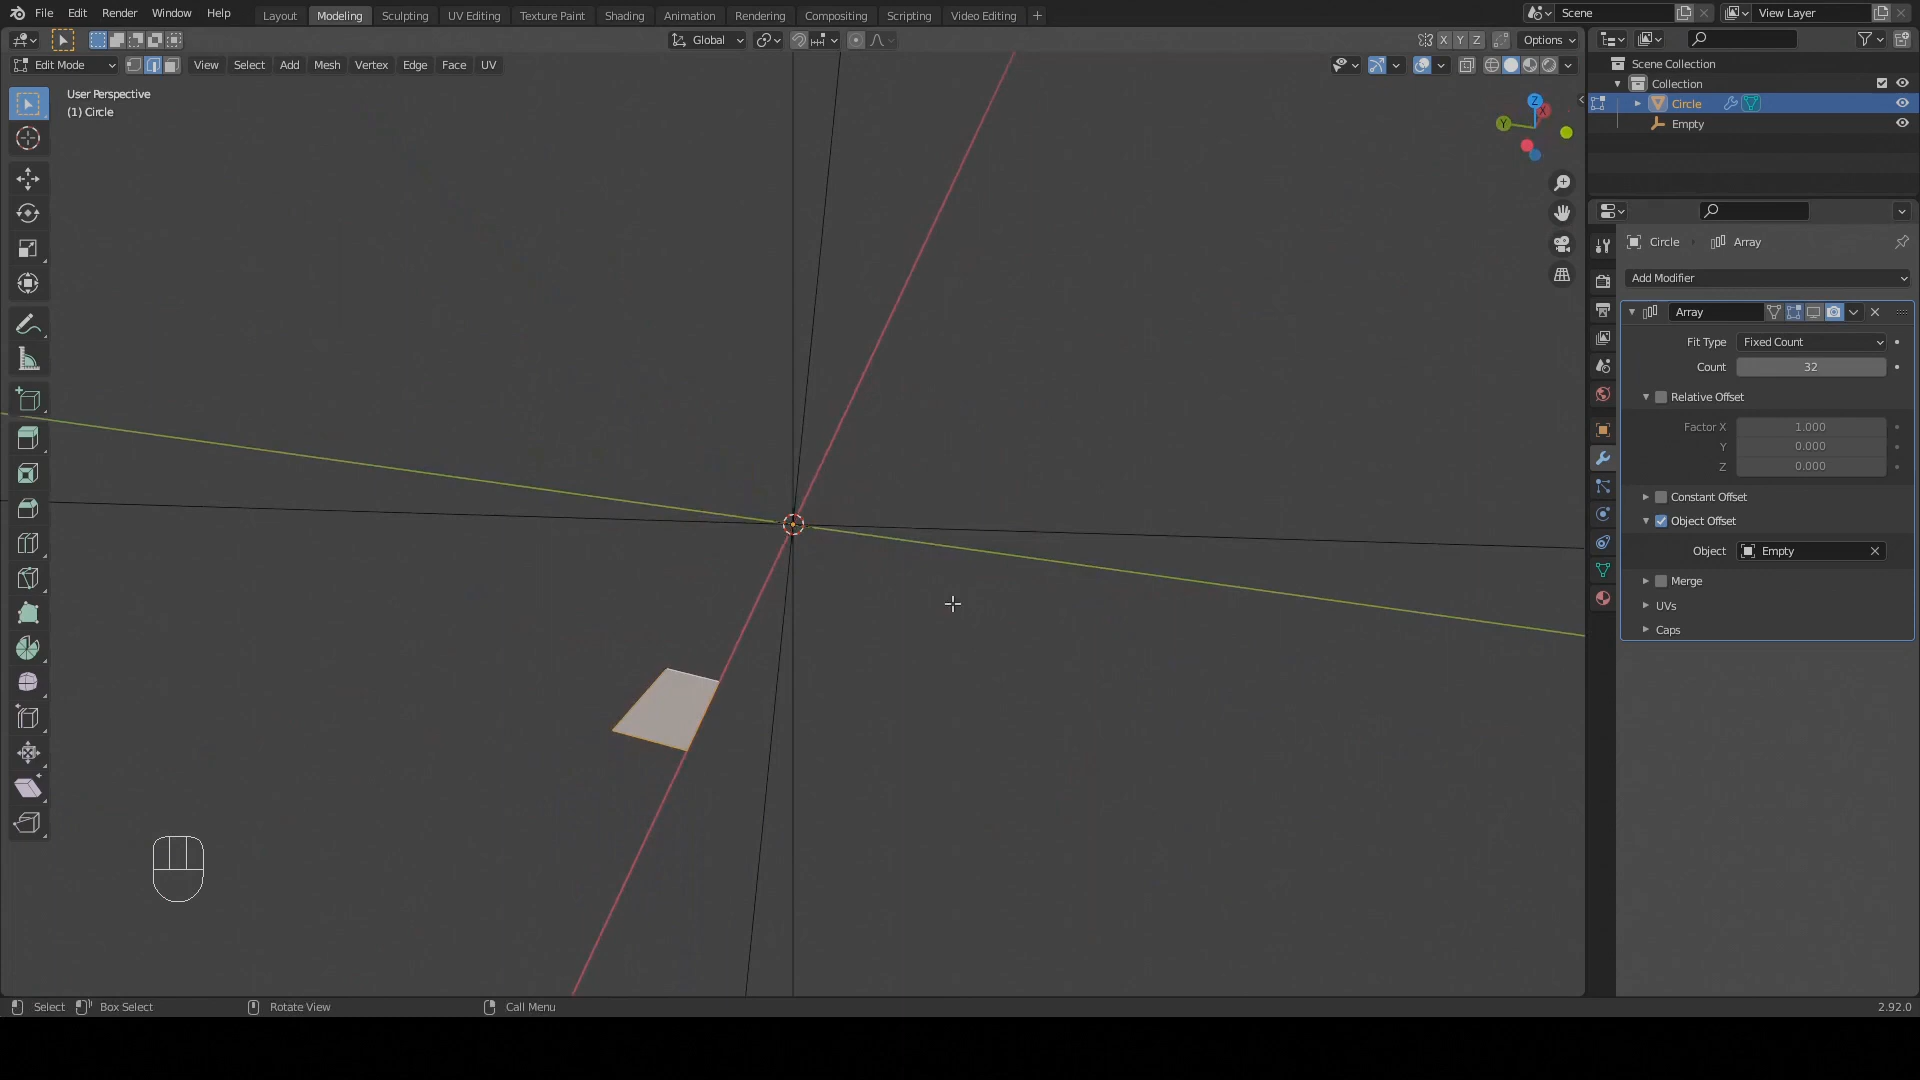 File Edit Render Window Help
Layout Modeling Sculpting UV Editing Texture Paint Shading Animation Rendering Compositing Scripting Video Editing +
Scene
View Layer
Global
X Y Z
Options
Edit Mode
View Select Add Mesh Vertex Edge Face UV
User Perspective
(1) Circle
Z
X
Y
Scene Collection
Collection
Circle
Empty
Circle
Array
Add Modifier
Array
Fit Type Fixed Count
Count 32
Relative Offset
Factor X 1.000
Y 0.000
Z 0.000
Constant Offset
Object Offset
Object Empty
Merge
UVs
Caps
Select
Box Select
Rotate View
Call Menu
2.92.0